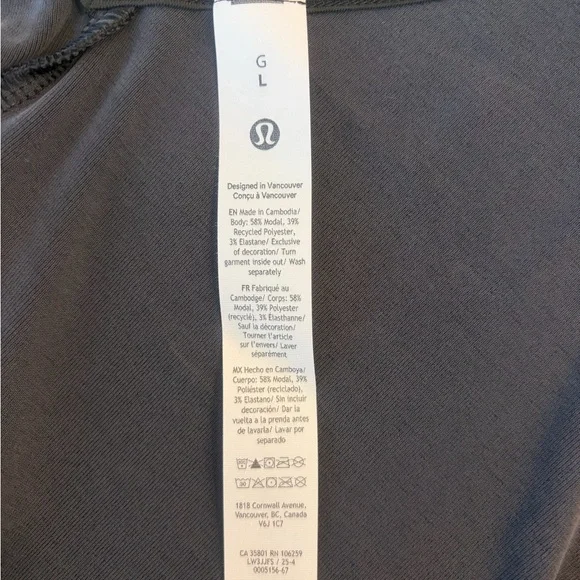 G
L
Designed in Vancouver
Conçu à Vancouver
EN Made in Cambodia/
Body: 58% Modal, 39%
Recycled Polyester,
3% Elastane/ Exclusive
of decoration/ Turn
garment inside out/ Wash
separately
FR Fabriqué au
Cambodge/ Corps: 58%
Modal, 39% Polyester
(recyclé), 3% Élasthanne/
Sauf la décoration/
Tourner l'article
sur l'envers/ Laver
séparément
MX Hecho en Camboya/
Cuerpo: 58% Modal, 39%
Poliéster (reciclado),
3% Elastano/ Sin incluir
decoración/ Dar la
vuelta a la prenda antes
de lavarla/ Lavar por
separado
1818 Cornwall Avenue,
Vancouver, BC, Canada
V6J 1C7
CA 35801 RN 106259
LW3JJFS / 25-4
0005156-67